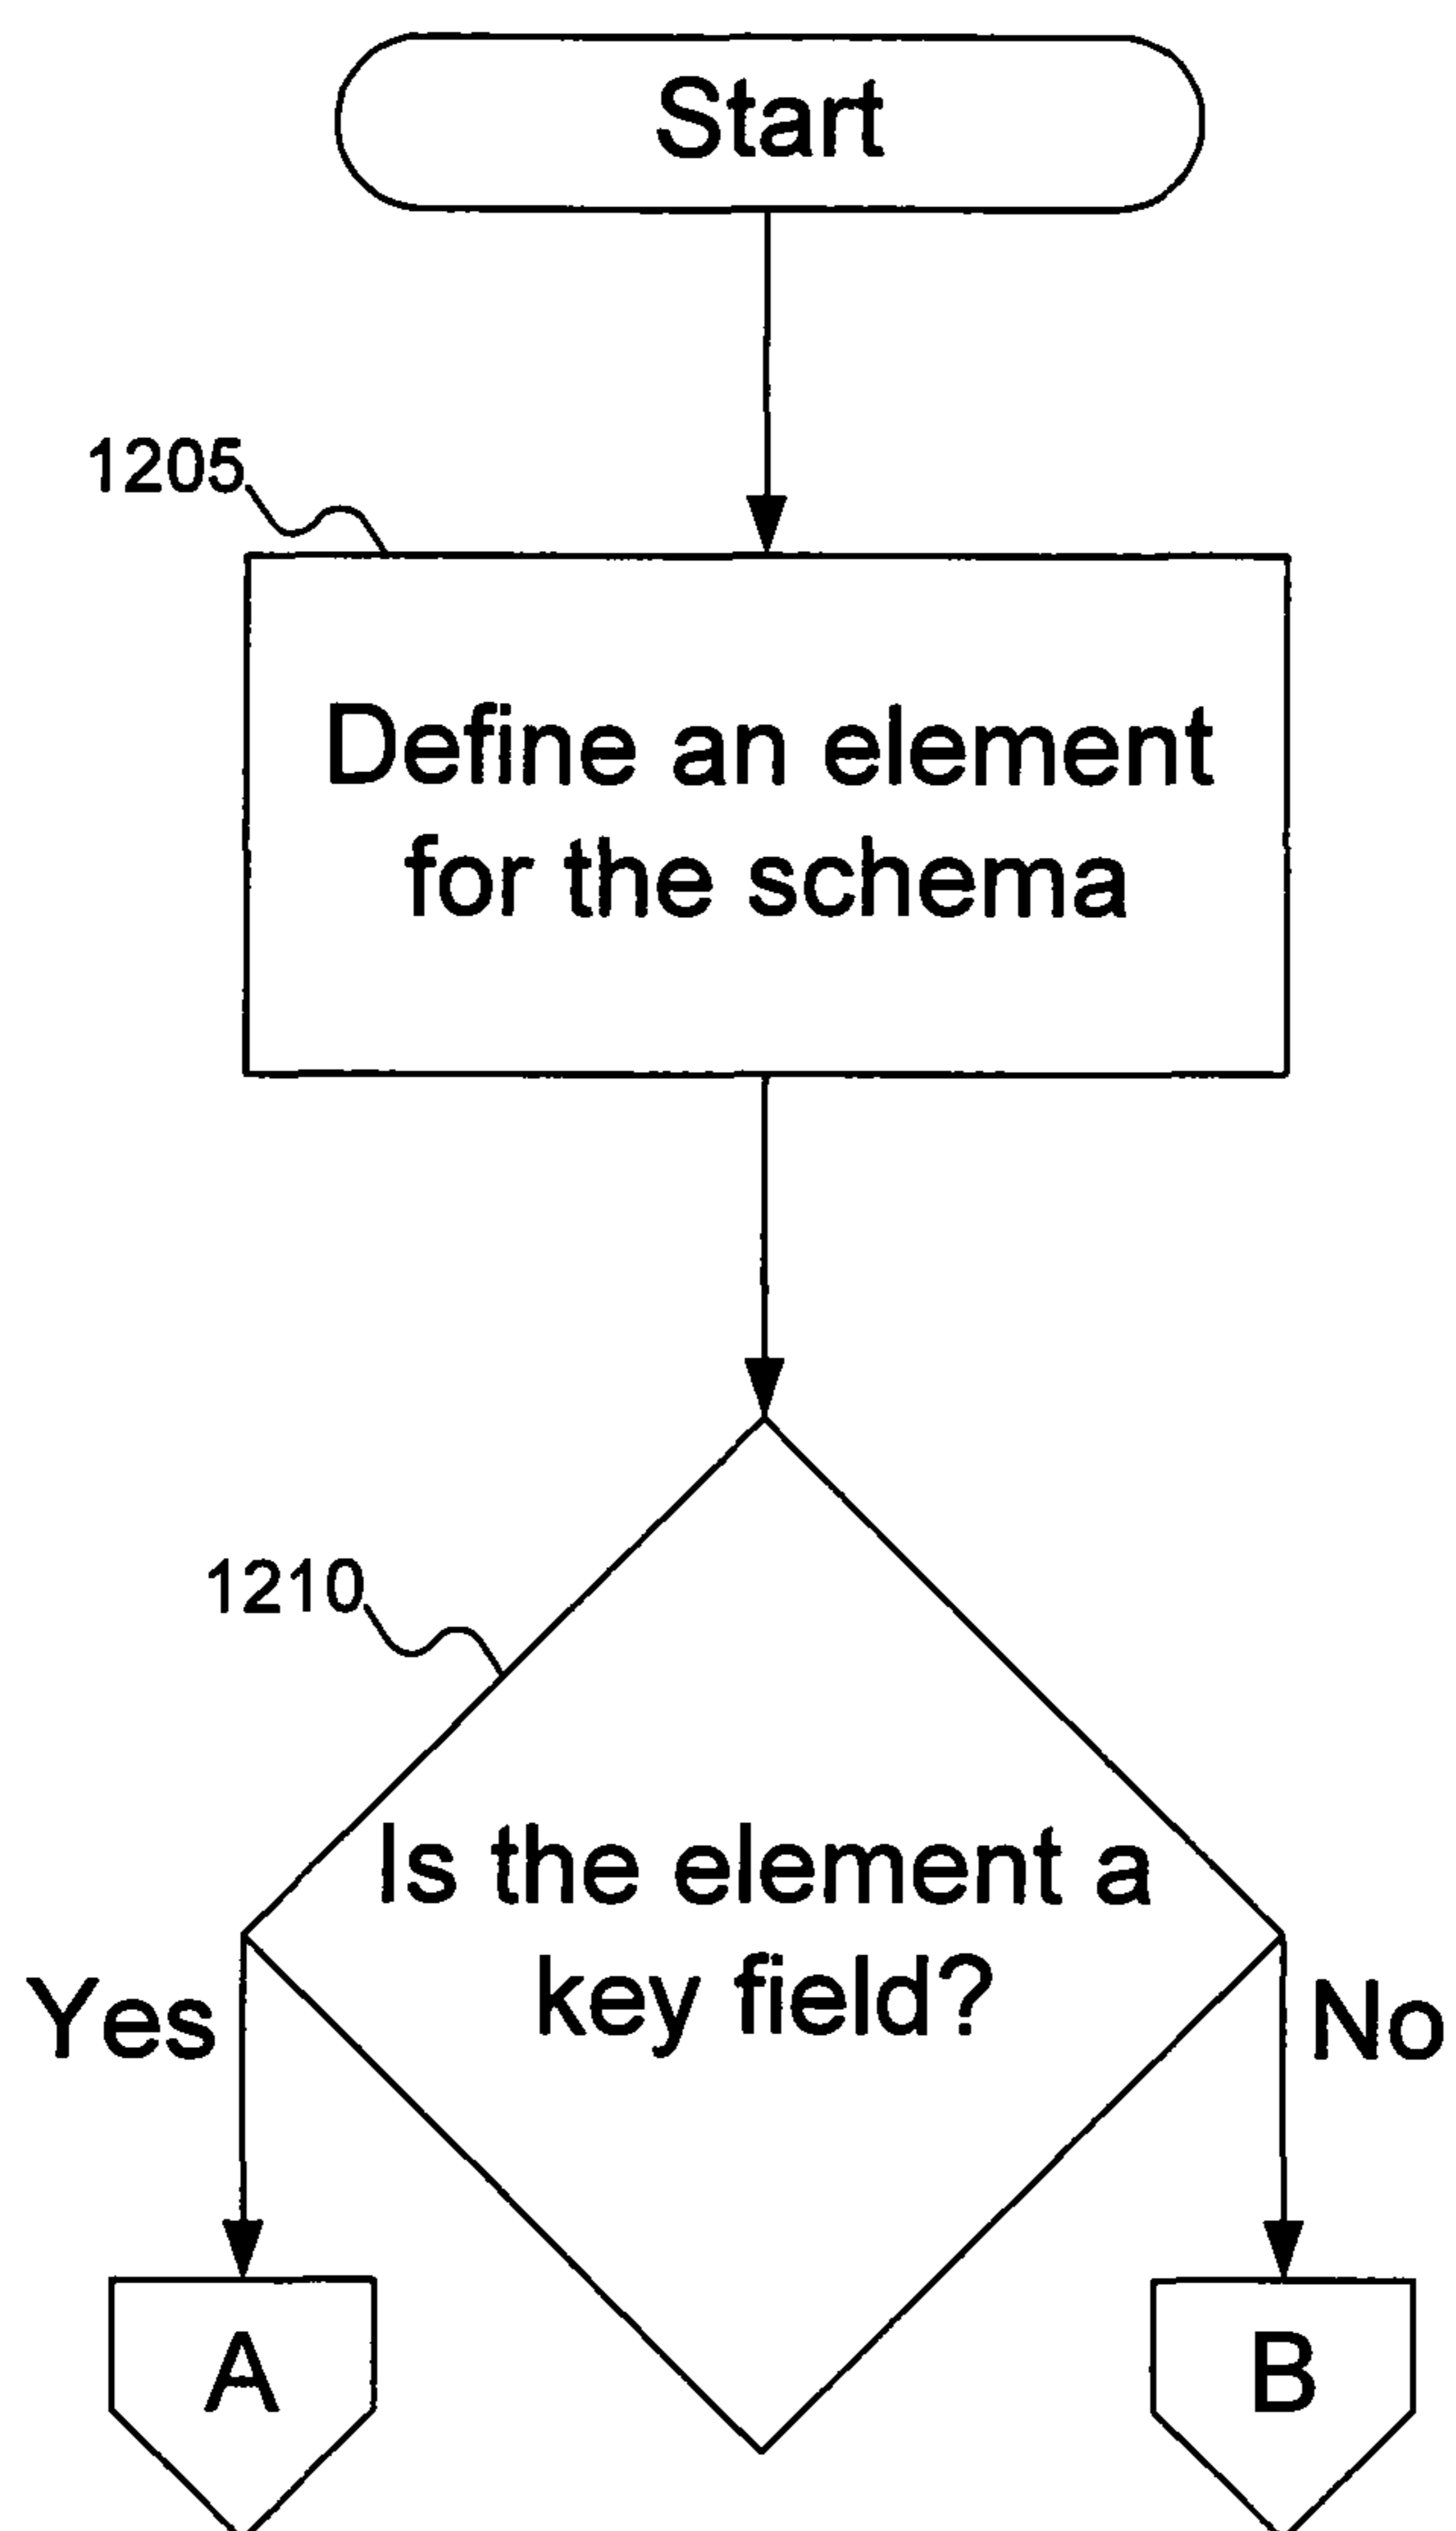 Start
1205
Define an element
for the schema
1210
Is the element a
key field?
Yes
No
A
B